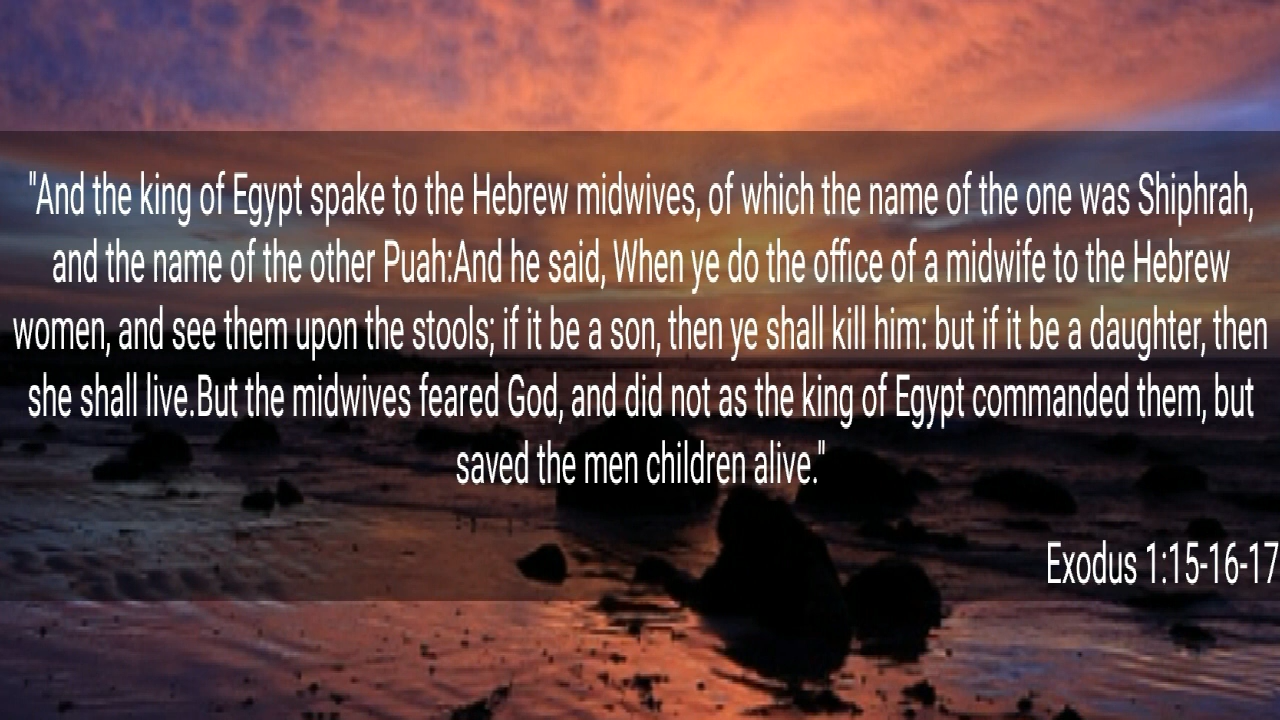 "And the king of Egypt spake to the Hebrew midwives, of which the name of the one was Shiphrah,
and the name of the other Puah:And he said, When ye do the office of a midwife to the Hebrew
women, and see them upon the stools; if it be a son, then ye shall kill him: but if it be a daughter, then
she shall live.But the midwives feared God, and did not as the king of Egypt commanded them, but
saved the men children alive."
Exodus 1:15-16-17